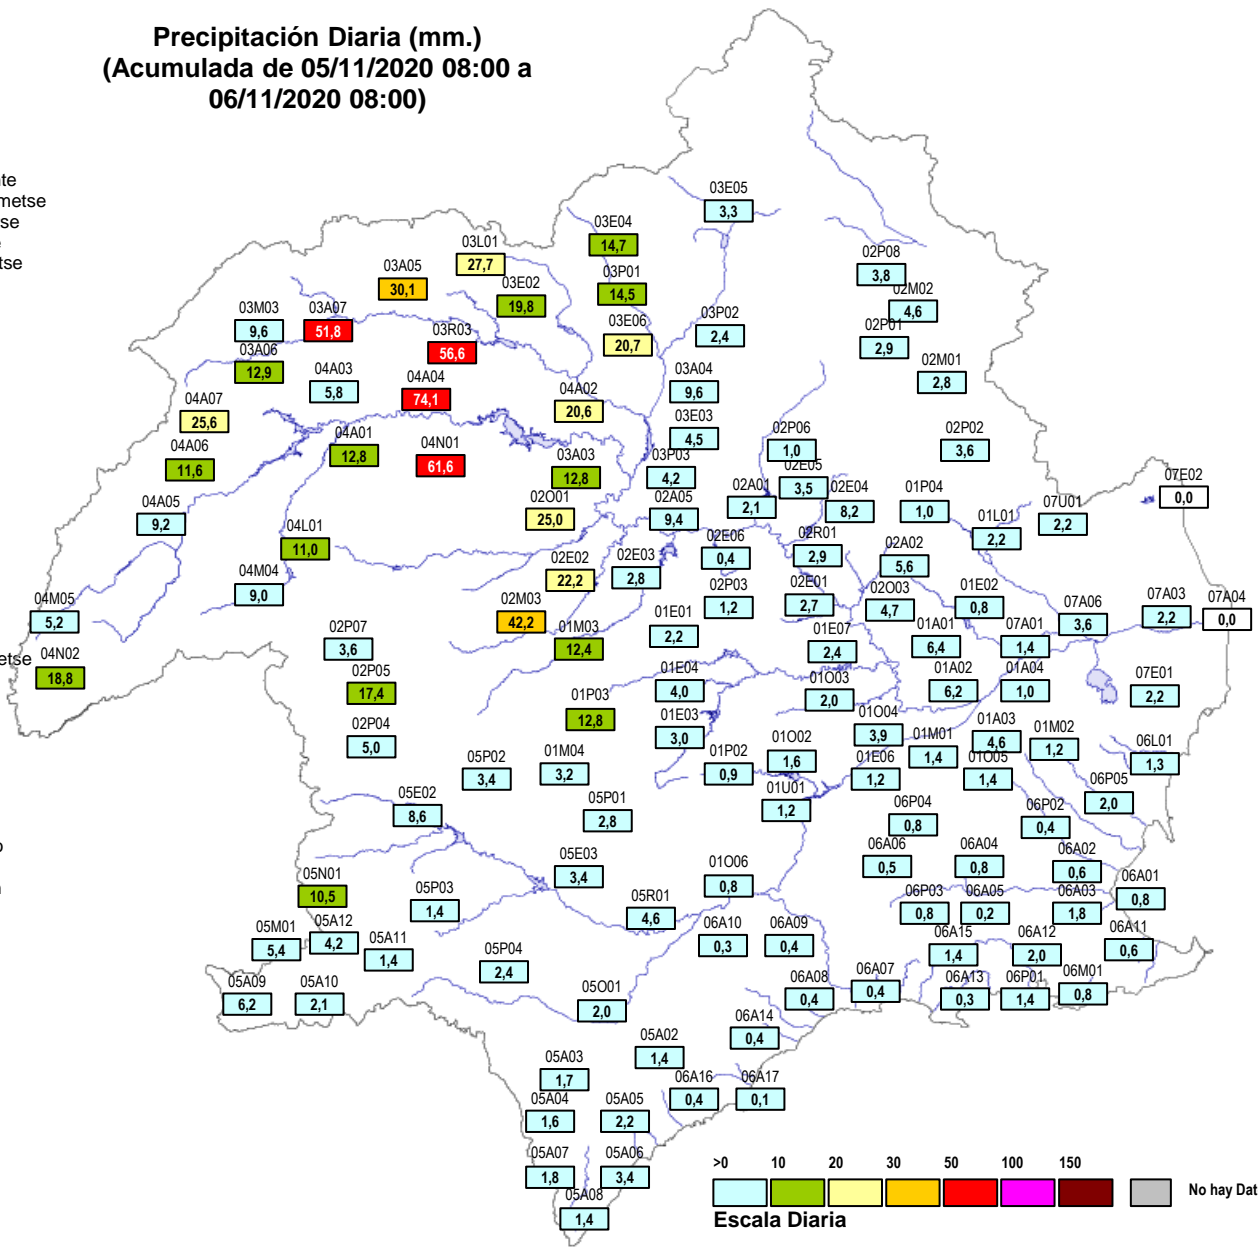 Precipitación Diaria (mm.)
(Acumulada de 05/11/2020 08:00 a
06/11/2020 08:00)
te
metse
se
tse
03E05
3,3
03E04
14,7
03L01
27,7
03A05
30,1
03E02
19,8
03P01
14,5
02P08
3,8
02M02
4,6
03M03
9,6
03A07
51,8
03R03
56,6
03E06
20,7
03P02
2,4
02P01
2,9
03A06
12,9
04A03
5,8
04A04
74,1
04A02
20,6
03A04
9,6
02M01
2,8
04A07
25,6
03E03
4,5
04A01
12,8
04N01
61,6
02P06
1,0
02P02
3,6
04A06
11,6
03A03
12,8
03P03
4,2
02E05
3,5
07E02
0,0
04A05
9,2
02O01
25,0
02A05
9,4
02A01
2,1
02E04
8,2
01P04
1,0
07U01
2,2
01L01
2,2
04L01
11,0
02E06
0,4
02R01
2,9
02A02
5,6
04M04
9,0
02E02
22,2
02E03
2,8
02P03
1,2
02E01
2,7
02O03
4,7
01E02
0,8
04M05
5,2
02M03
42,2
07A06
3,6
07A03
2,2
07A04
0,0
01E01
2,2
01M03
12,4
01E07
2,4
01A01
6,4
07A01
1,4
02P07
3,6
etse
04N02
18,8
02P05
17,4
01E04
4,0
01O03
2,0
01A02
6,2
01A04
1,0
07E01
2,2
01P03
12,8
02P04
5,0
01E03
3,0
01O04
3,9
01A03
4,6
01M02
1,2
01M01
1,4
06L01
1,3
05P02
3,4
01M04
3,2
01P02
0,9
01O02
1,6
01E06
1,2
01O05
1,4
05E02
8,6
05P01
2,8
01U01
1,2
06P04
0,8
06P05
2,0
06P02
0,4
o
05E03
3,4
01O06
0,8
06A06
0,5
06A04
0,8
06A02
0,6
05N01
10,5
05P03
1,4
05R01
4,6
06P03
0,8
06A05
0,2
06A03
1,8
06A01
0,8
05M01
5,4
05A12
4,2
05A11
1,4
06A10
0,3
06A09
0,4
06A15
1,4
06A12
2,0
06A11
0,6
05P04
2,4
05A09
6,2
05A10
2,1
05O01
2,0
06A08
0,4
06A07
0,4
06A13
0,3
06P01
1,4
06M01
0,8
06A14
0,4
05A02
1,4
05A03
1,7
06A16
0,4
06A17
0,1
05A04
1,6
05A05
2,2
05A07
1,8
05A06
3,4
05A08
1,4
>0 10 20 30 50 100 150
No hay Dat
Escala Diaria